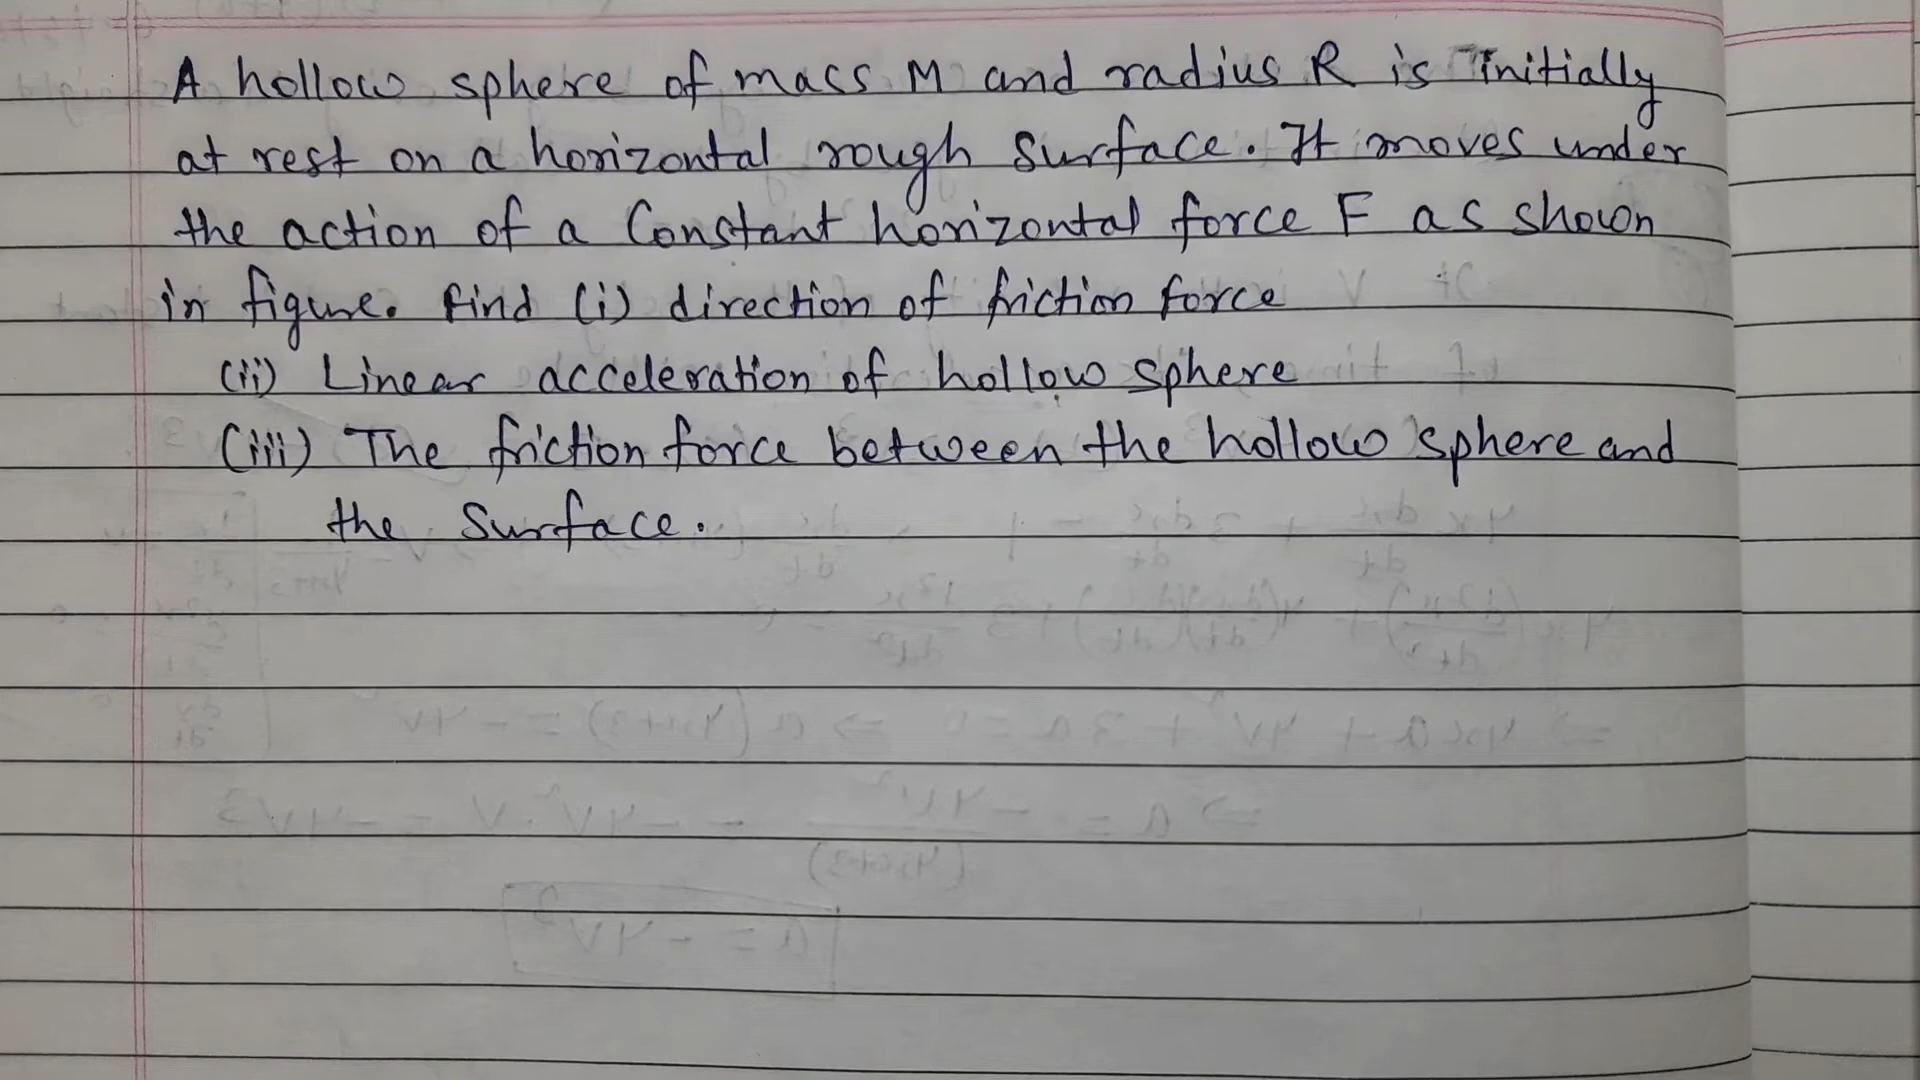 A hollow sphere of mass M and radius R is initially
at rest on a horizontal rough surface. It moves under
the action of a Constant horizontal force F as shown
in figure. find (i) direction of friction force
(ii) Linear acceleration of hollow sphere
(iii) The friction force between the hollow sphere and
the surface.